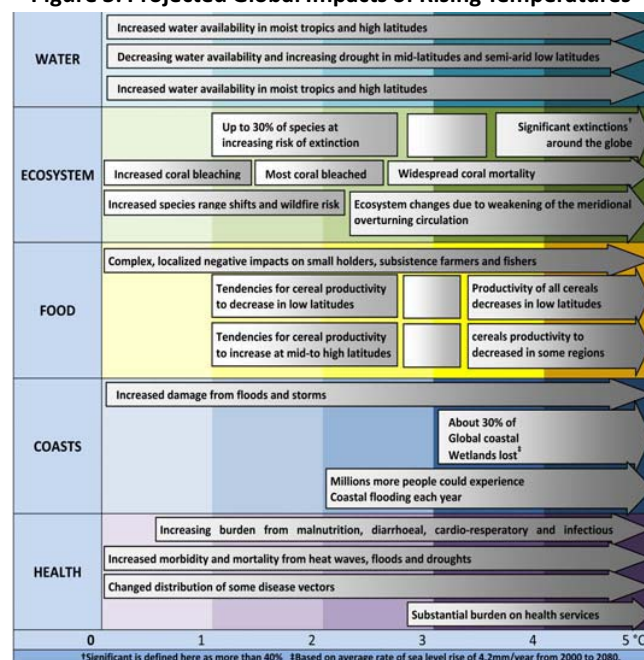 Figure 3: Projected Global Impacts of Rising Temperatures
WATER
Increased water availability in moist tropics and high latitudes
Decreasing water availability and increasing drought in mid-latitudes and semi-arid low latitudes
Increased water availability in moist tropics and high latitudes
ECOSYSTEM
Up to 30% of species at
increasing risk of extinction
Significant extinctions†
around the globe
Increased coral bleaching
Most coral bleached
Widespread coral mortality
Increased species range shifts and wildfire risk
Ecosystem changes due to weakening of the meridional
overturning circulation
FOOD
Complex, localized negative impacts on small holders, subsistence farmers and fishers
Tendencies for cereal productivity
to decrease in low latitudes
Productivity of all cereals
decreases in low latitudes
Tendencies for cereal productivity
to increase at mid-to high latitudes
cereals productivity to
decreased in some regions
COASTS
Increased damage from floods and storms
About 30% of
Global coastal
Wetlands lost‡
Millions more people could experience
Coastal flooding each year
HEALTH
Increasing burden from malnutrition, diarrhoeal, cardio-resperatory and infectious
Increased morbidity and mortality from heat waves, floods and droughts
Changed distribution of some disease vectors
Substantial burden on health services
0 1 2 3 4 5 °C
†Significant is defined here as more than 40% ‡Based on average rate of sea level rise of 4.2mm/year from 2000 to 2080.